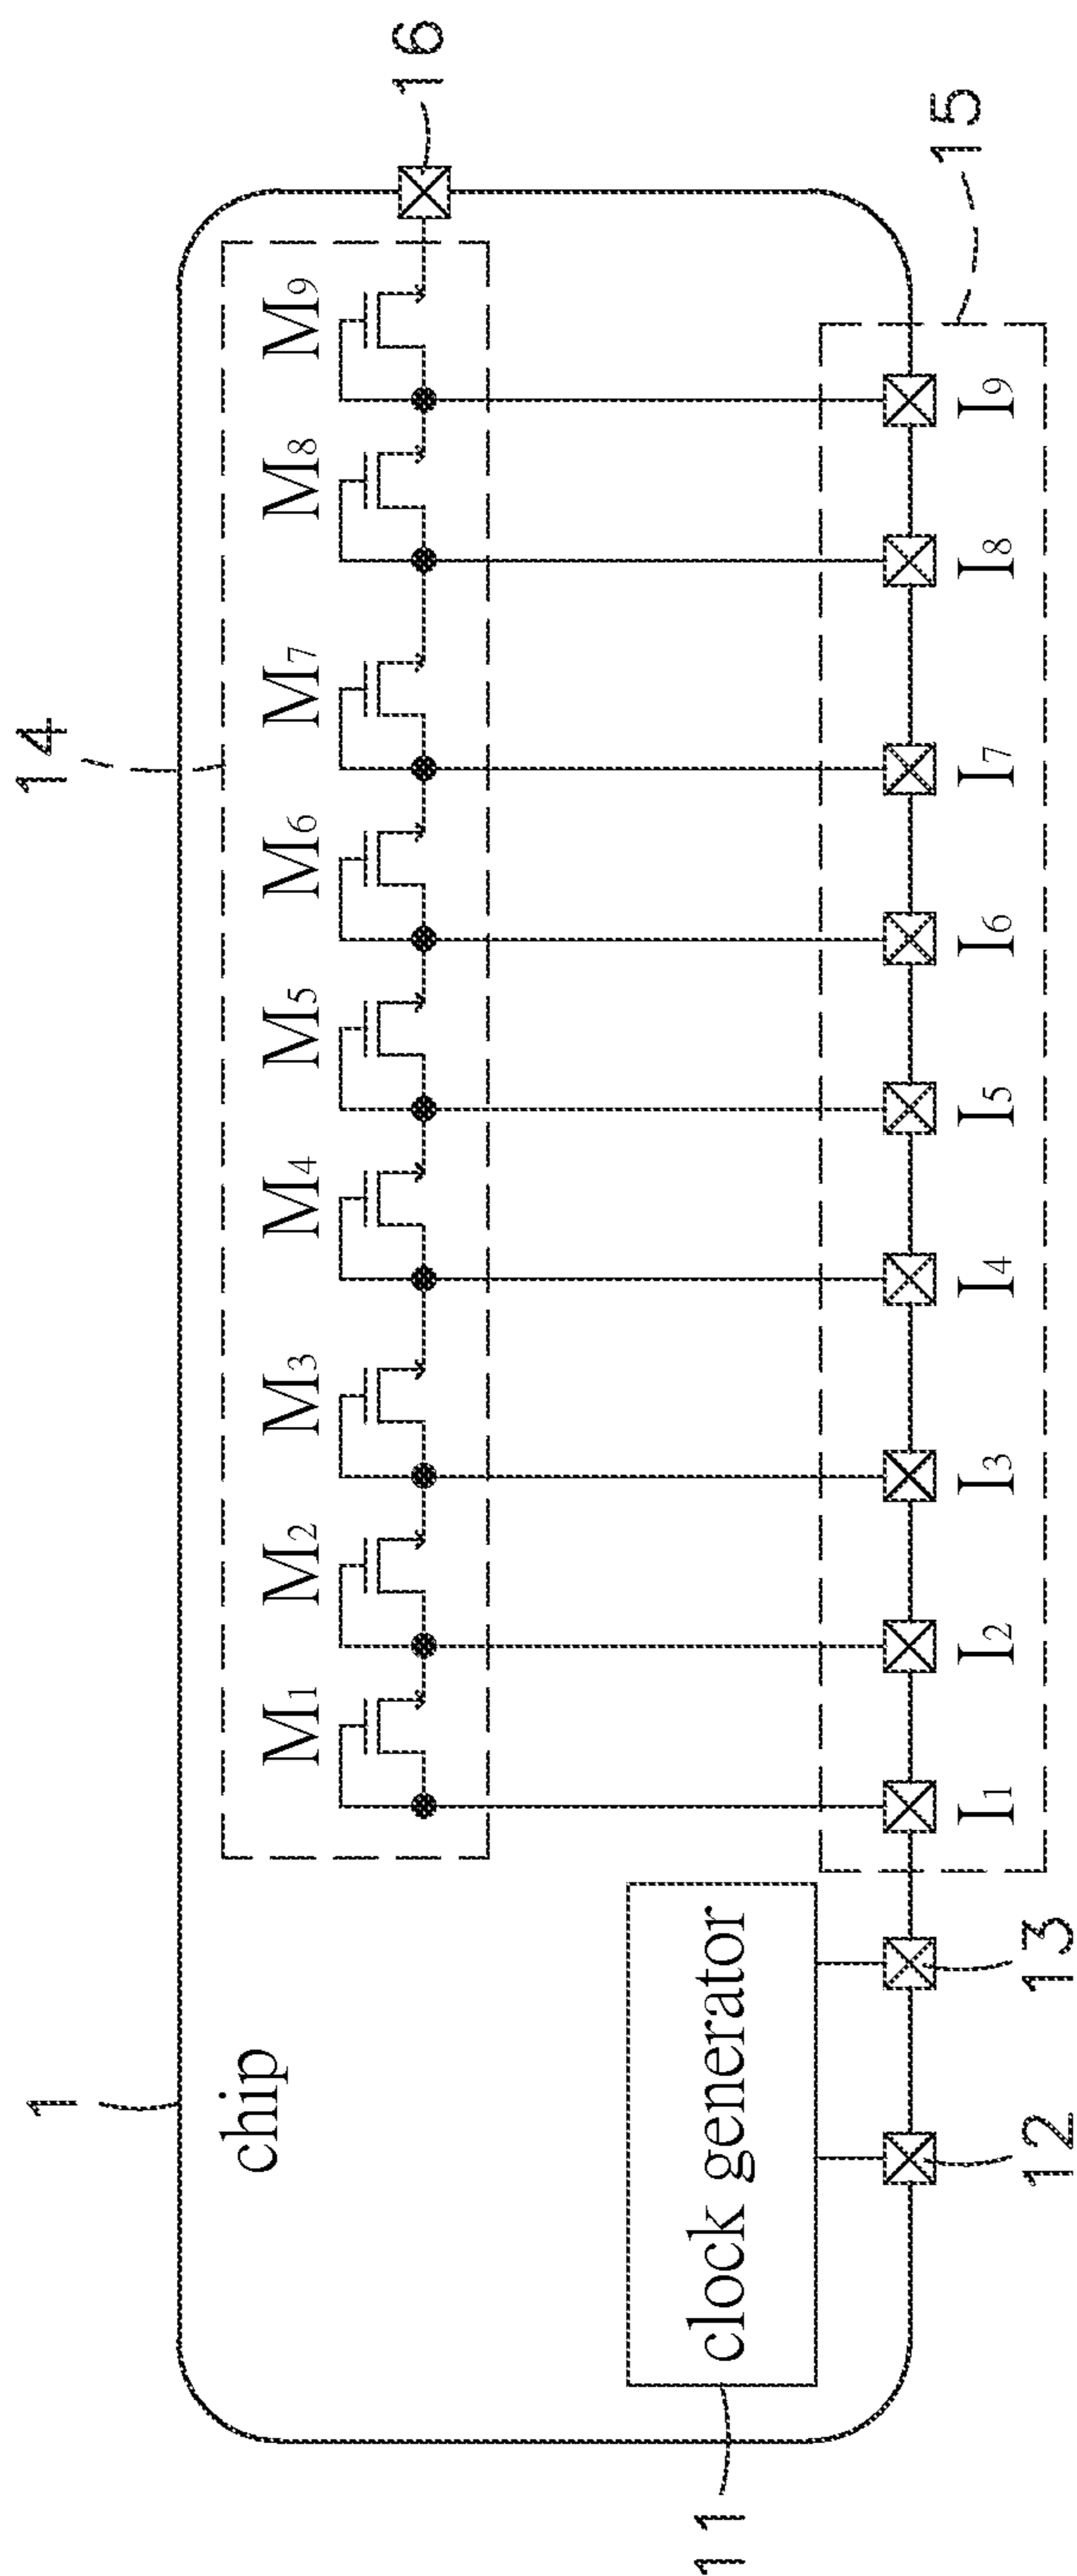 1
14
16
chip
M₁ M₂ M₃ M₄ M₅ M₆ M₇ M₈ M₉
clock generator
11
12
13
I₁ I₂ I₃ I₄ I₅ I₆ I₇ I₈ I₉
15